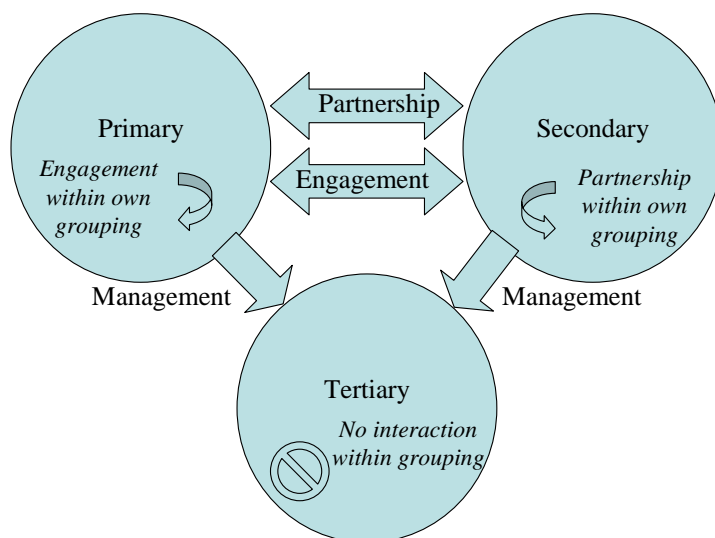 Partnership
Primary
Secondary
Engagement
within own
grouping
Engagement
Partnership
within own
grouping
Management
Management
Tertiary
No interaction
within grouping